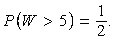 P(W > 5) = 1/2.